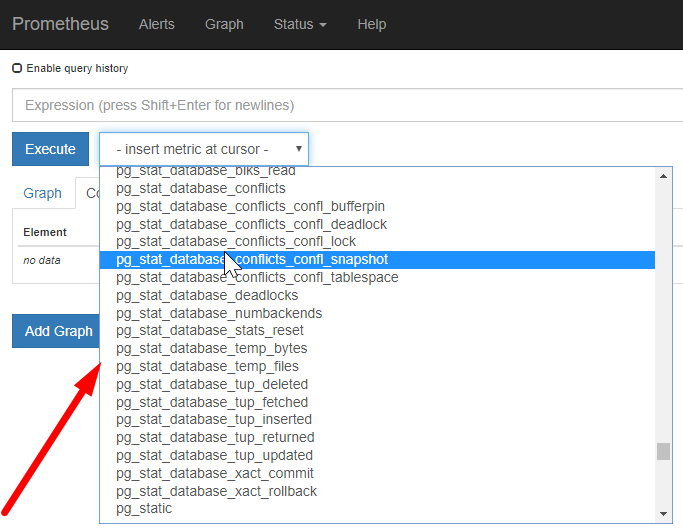 Prometheus Alerts Graph Status Help
Enable query history
Expression (press Shift+Enter for newlines)
Execute - insert metric at cursor -
pg_stat_database_blks_read
Graph Co pg_stat_database_conflicts
pg_stat_database_conflicts_confl_bufferpin
pg_stat_database_conflicts_confl_deadlock
Element pg_stat_database_conflicts_confl_lock
no data pg_stat_database_conflicts_confl_snapshot
pg_stat_database_conflicts_confl_tablespace
pg_stat_database_deadlocks
pg_stat_database_numbackends
Add Graph pg_stat_database_stats_reset
pg_stat_database_temp_bytes
pg_stat_database_temp_files
pg_stat_database_tup_deleted
pg_stat_database_tup_fetched
pg_stat_database_tup_inserted
pg_stat_database_tup_returned
pg_stat_database_tup_updated
pg_stat_database_xact_commit
pg_stat_database_xact_rollback
pg_static